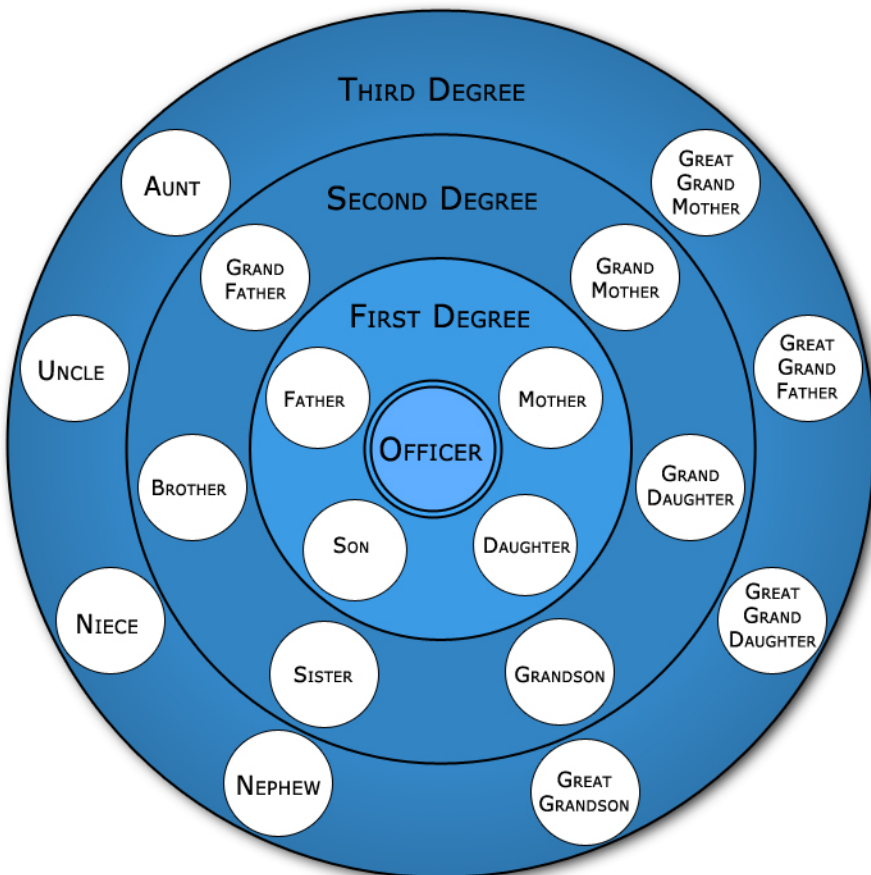 Third Degree
Aunt
Great
Grand
Mother
Second Degree
Grand
Father
Grand
Mother
First Degree
Uncle
Great
Grand
Father
Father
Mother
Officer
Brother
Grand
Daughter
Son
Daughter
Niece
Great
Grand
Daughter
Sister
Grandson
Nephew
Great
Grandson